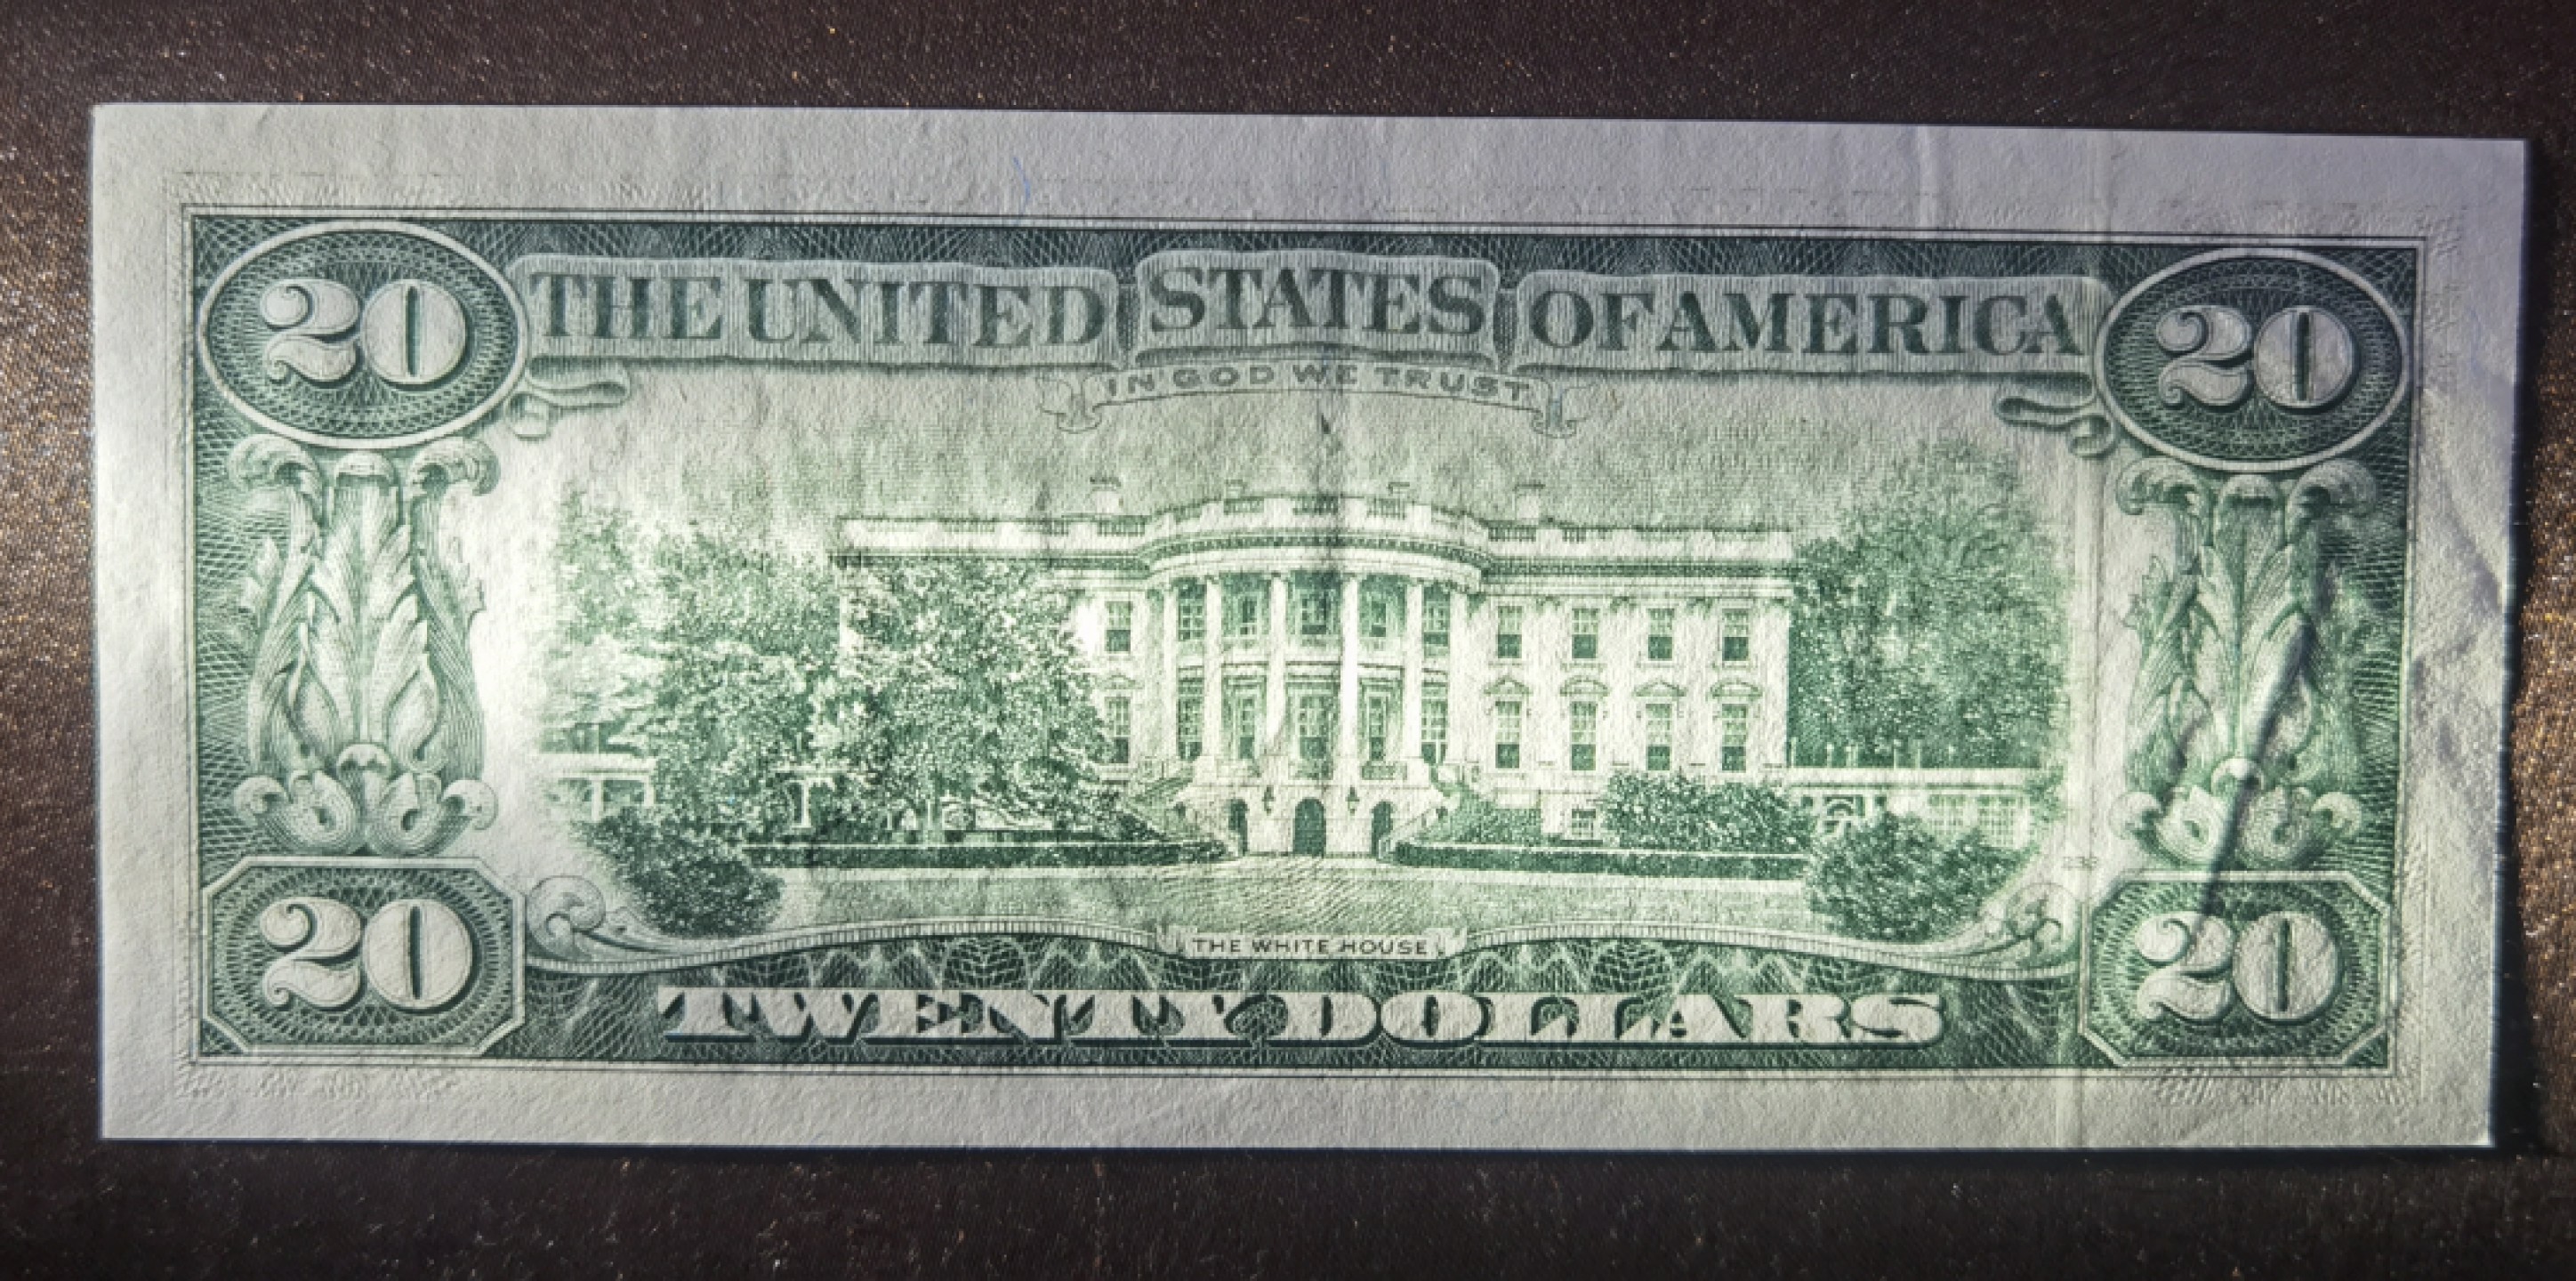 20 THE UNITED STATES OF AMERICA 20
IN GOD WE TRUST
20 THE WHITE HOUSE 20
TWENTY DOLLARS